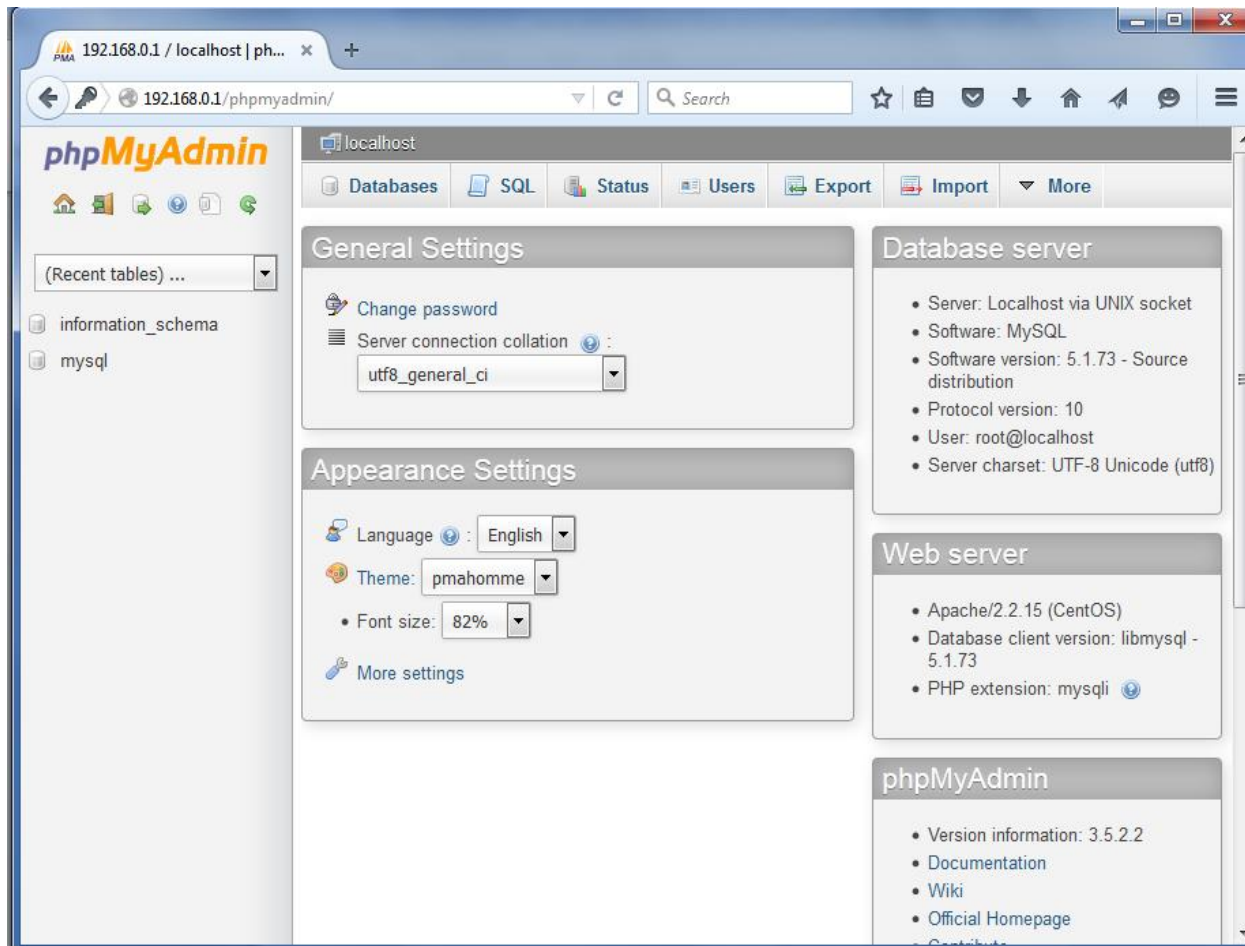 192.168.0.1 / localhost | ph...
192.168.0.1/phpmyadmin/
Search
phpMyAdmin
(Recent tables) ...
information_schema
mysql
localhost
Databases SQL Status Users Export Import More
General Settings
Change password
Server connection collation :
utf8_general_ci
Appearance Settings
Language : English
Theme: pmahomme
• Font size: 82%
More settings
Database server
• Server: Localhost via UNIX socket
• Software: MySQL
• Software version: 5.1.73 - Source
distribution
• Protocol version: 10
• User: root@localhost
• Server charset: UTF-8 Unicode (utf8)
Web server
• Apache/2.2.15 (CentOS)
• Database client version: libmysql -
5.1.73
• PHP extension: mysqli
phpMyAdmin
• Version information: 3.5.2.2
• Documentation
• Wiki
• Official Homepage